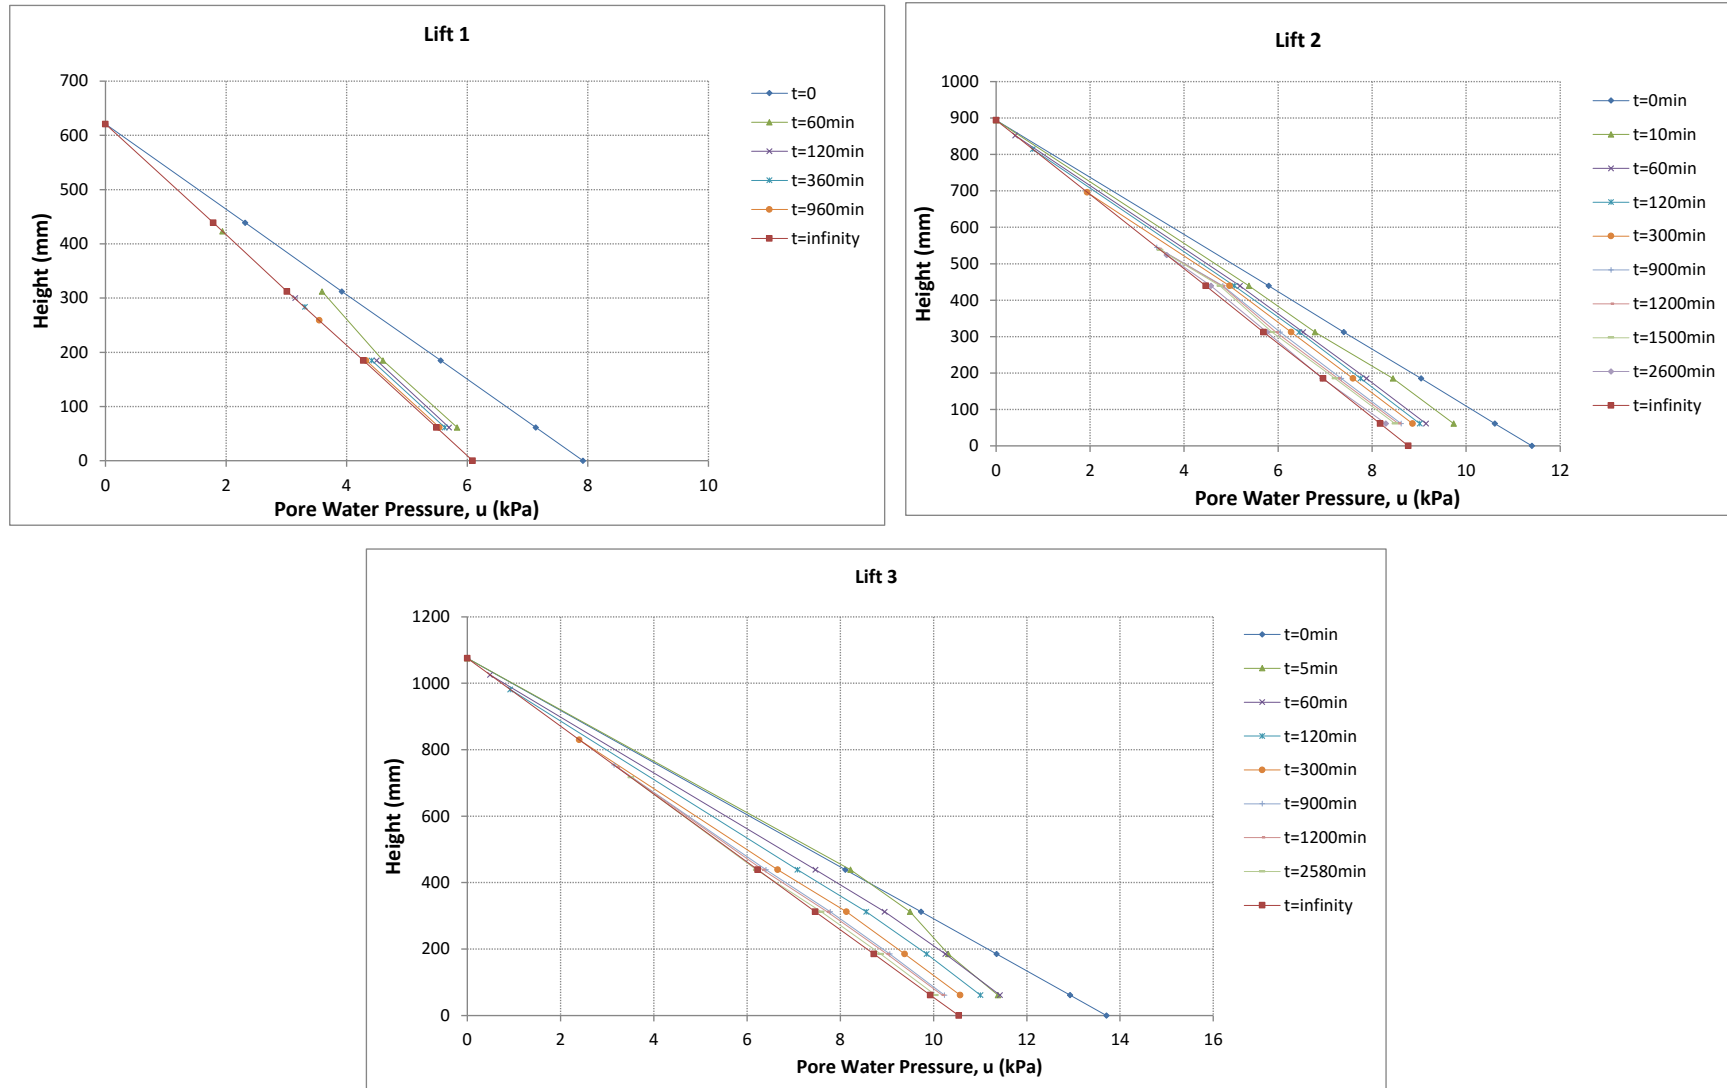 Lift 1
700
600
500
400
300
200
100
0
Height (mm)
0 2 4 6 8 10
Pore Water Pressure, u (kPa)
t=0
t=60min
t=120min
t=360min
t=960min
t=infinity
Lift 2
1000
900
800
700
600
500
400
300
200
100
0
Height (mm)
0 2 4 6 8 10 12
Pore Water Pressure, u (kPa)
t=0min
t=10min
t=60min
t=120min
t=300min
t=900min
t=1200min
t=1500min
t=2600min
t=infinity
Lift 3
1200
1000
800
600
400
200
0
Height (mm)
0 2 4 6 8 10 12 14 16
Pore Water Pressure, u (kPa)
t=0min
t=5min
t=60min
t=120min
t=300min
t=900min
t=1200min
t=2580min
t=infinity